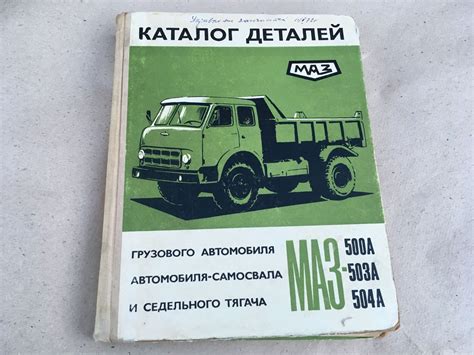 КАТАЛОГ ДЕТАЛЕЙ
МАЗ
ГРУЗОВОГО АВТОМОБИЛЯ
АВТОМОБИЛЯ-САМОСВАЛА
И СЕДЕЛЬНОГО ТЯГАЧА
МАЗ-
500А
503А
504А